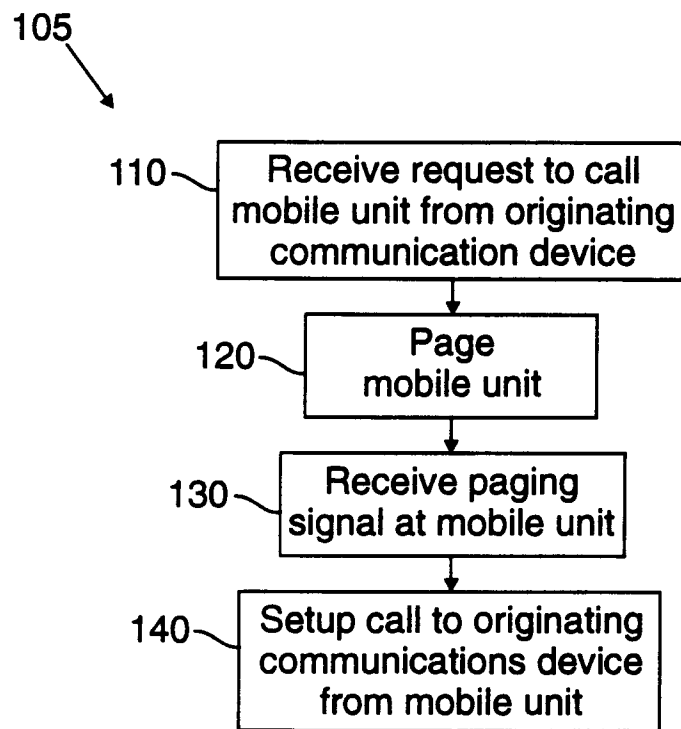 105
110
Receive request to call
mobile unit from originating
communication device
120
Page
mobile unit
130
Receive paging
signal at mobile unit
140
Setup call to originating
communications device
from mobile unit